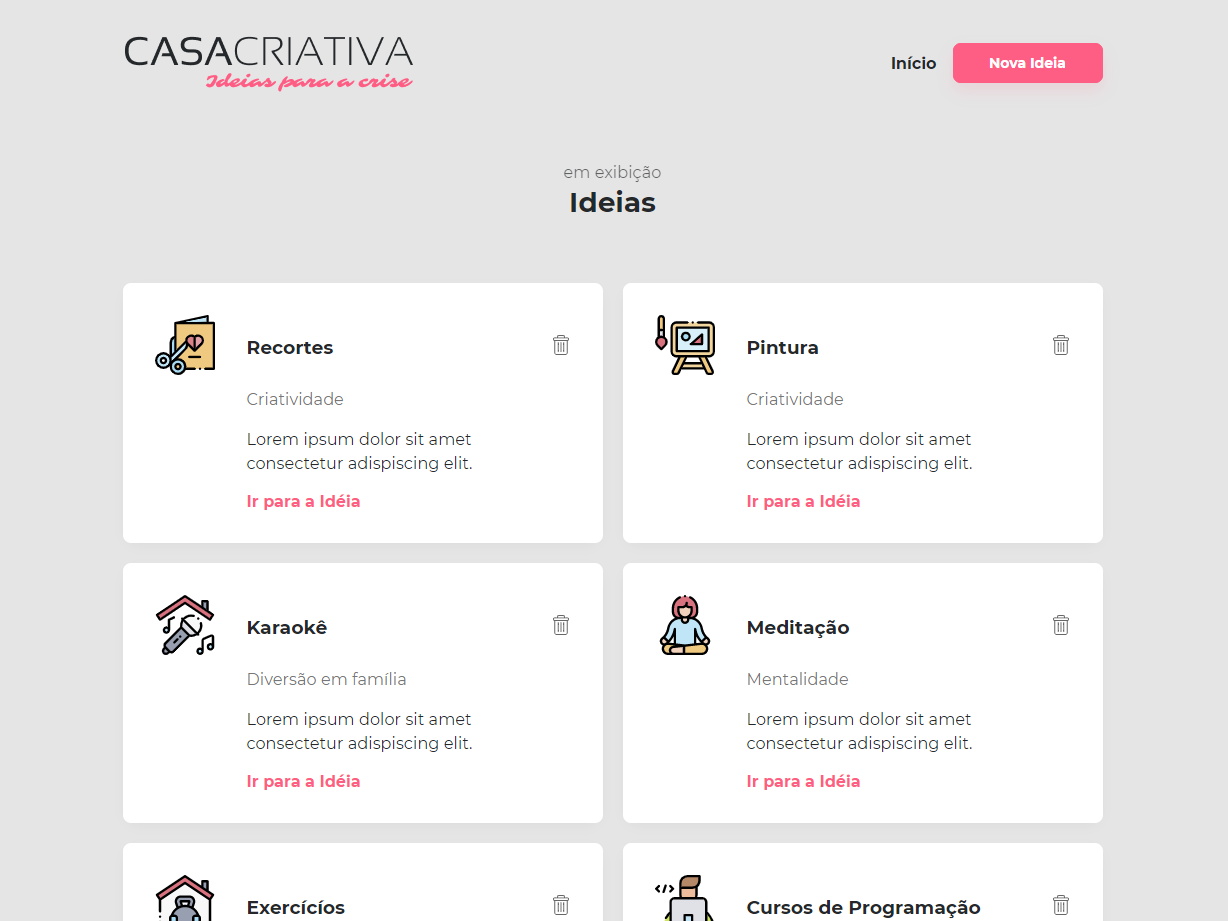 CASACRIATIVA
Ideias para a crise
Início
Nova Ideia
em exibição
Ideias
Recortes
Criatividade
Lorem ipsum dolor sit amet
consectetur adispiscing elit.
Ir para a Idéia
Pintura
Criatividade
Lorem ipsum dolor sit amet
consectetur adispiscing elit.
Ir para a Idéia
Karaokê
Diversão em família
Lorem ipsum dolor sit amet
consectetur adispiscing elit.
Ir para a Idéia
Meditação
Mentalidade
Lorem ipsum dolor sit amet
consectetur adispiscing elit.
Ir para a Idéia
Exercícíos
Cursos de Programação